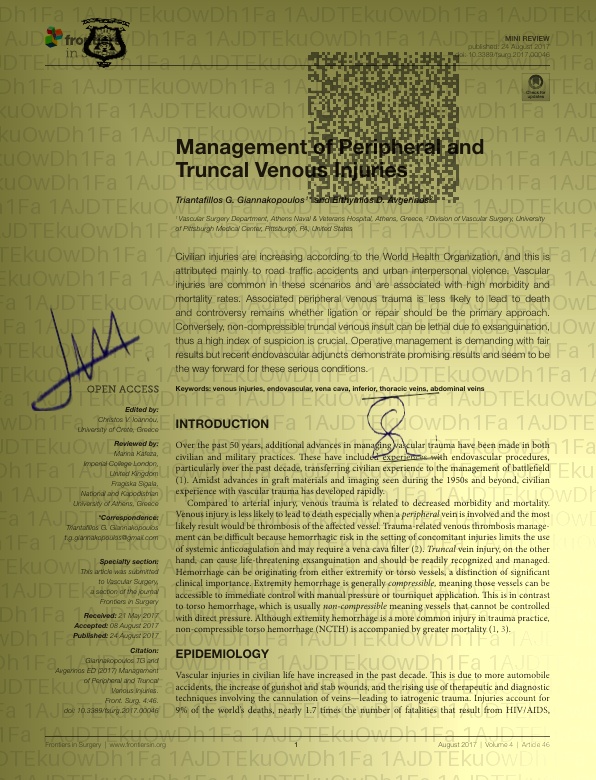 frontiers
in Surgery
MINI REVIEW
published: 24 August 2017
doi: 10.3389/fsurg.2017.00046
Check for
updates
Management of Peripheral and
Truncal Venous Injuries
Triantafillos G. Giannakopoulos and Efthymios D. Avgerinos
¹ Vascular Surgery Department, Athens Naval & Veterans Hospital, Athens, Greece, ² Division of Vascular Surgery, University
of Pittsburgh Medical Center, Pittsburgh, PA, United States
Civilian injuries are increasing according to the World Health Organization, and this is
attributed mainly to road traffic accidents and urban interpersonal violence. Vascular
injuries are common in these scenarios and are associated with high morbidity and
mortality rates. Associated peripheral venous trauma is less likely to lead to death
and controversy remains whether ligation or repair should be the primary approach.
Conversely, non-compressible truncal venous insult can be lethal due to exsanguination,
thus a high index of suspicion is crucial. Operative management is demanding with fair
results but recent endovascular adjuncts demonstrate promising results and seem to be
the way forward for these serious conditions.
Keywords: venous injuries, endovascular, vena cava, inferior, thoracic veins, abdominal veins
OPEN ACCESS
Edited by:
Christos V. Ioannou,
University of Crete, Greece
Reviewed by:
Marina Kafeza,
Imperial College London,
United Kingdom
Fragiska Sigala,
National and Kapodistrian
University of Athens, Greece
*Correspondence:
Triantafillos G. Giannakopoulos
t.g.giannakopoulos@gmail.com
Specialty section:
This article was submitted
to Vascular Surgery,
a section of the journal
Frontiers in Surgery
Received: 21 May 2017
Accepted: 08 August 2017
Published: 24 August 2017
Citation:
Giannakopoulos TG and
Avgerinos ED (2017) Management
of Peripheral and Truncal
Venous Injuries.
Front. Surg. 4:46.
doi: 10.3389/fsurg.2017.00046
INTRODUCTION
Over the past 50 years, additional advances in managing vascular trauma have been made in both
civilian and military practices. These have included experiences with endovascular procedures,
particularly over the past decade, transferring civilian experience to the management of battlefield
(1). Amidst advances in graft materials and imaging seen during the 1950s and beyond, civilian
experience with vascular trauma has developed rapidly.
Compared to arterial injury, venous trauma is related to decreased morbidity and mortality.
Venous injury is less likely to lead to death especially when a peripheral vein is involved and the most
likely result would be thrombosis of the affected vessel. Trauma-related venous thrombosis manage-
ment can be difficult because hemorrhagic risk in the setting of concomitant injuries limits the use
of systemic anticoagulation and may require a vena cava filter (2). Truncal vein injury, on the other
hand, can cause life-threatening exsanguination and should be readily recognized and managed.
Hemorrhage can be originating from either extremity or torso vessels, a distinction of significant
clinical importance. Extremity hemorrhage is generally compressible, meaning those vessels can be
accessible to immediate control with manual pressure or tourniquet application. This is in contrast
to torso hemorrhage, which is usually non-compressible meaning vessels that cannot be controlled
with direct pressure. Although extremity hemorrhage is a more common injury in trauma practice,
non-compressible torso hemorrhage (NCTH) is accompanied by greater mortality (1, 3).
EPIDEMIOLOGY
Vascular injuries in civilian life have increased in the past decade. This is due to more automobile
accidents, the increase of gunshot and stab wounds, and the rising use of therapeutic and diagnostic
techniques involving the cannulation of veins—leading to iatrogenic trauma. Injuries account for
9% of the world's deaths, nearly 1.7 times the number of fatalities that result from HIV/AIDS,
Frontiers in Surgery | www.frontiersin.org
1
August 2017 | Volume 4 | Article 46